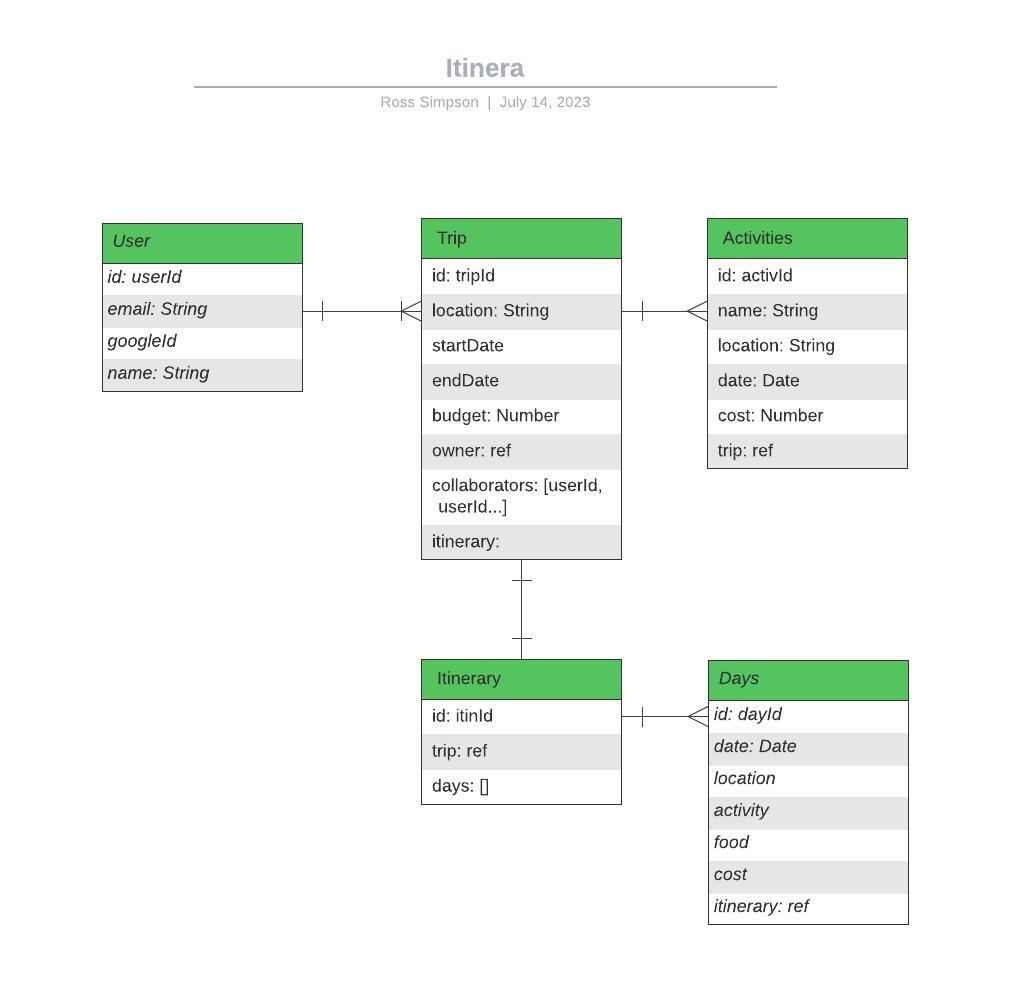 Itinera
Ross Simpson | July 14, 2023
User
id: userId
email: String
googleId
name: String
Trip
id: tripId
location: String
startDate
endDate
budget: Number
owner: ref
collaborators: [userId,
userId...]
itinerary:
Activities
id: activId
name: String
location: String
date: Date
cost: Number
trip: ref
Itinerary
id: itinId
trip: ref
days: []
Days
id: dayId
date: Date
location
activity
food
cost
itinerary: ref